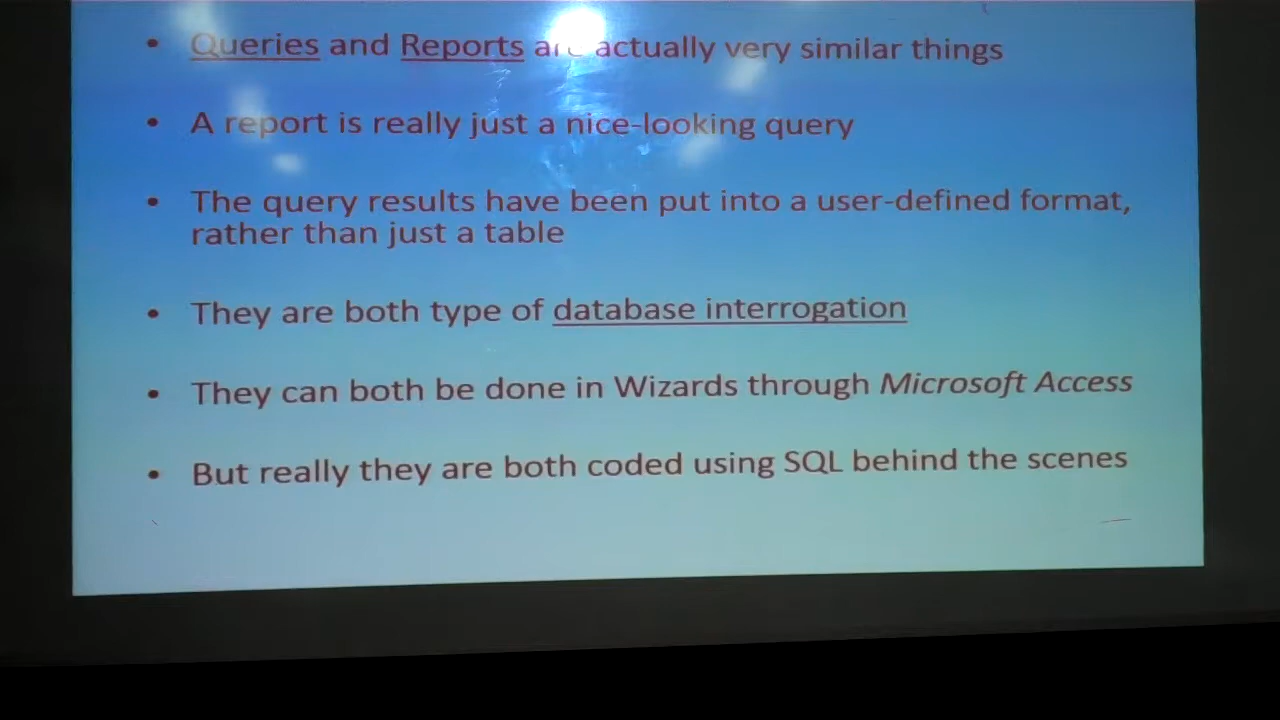 • Queries and Reports are actually very similar things
• A report is really just a nice-looking query
• The query results have been put into a user-defined format,
rather than just a table
• They are both type of database interrogation
• They can both be done in Wizards through Microsoft Access
• But really they are both coded using SQL behind the scenes